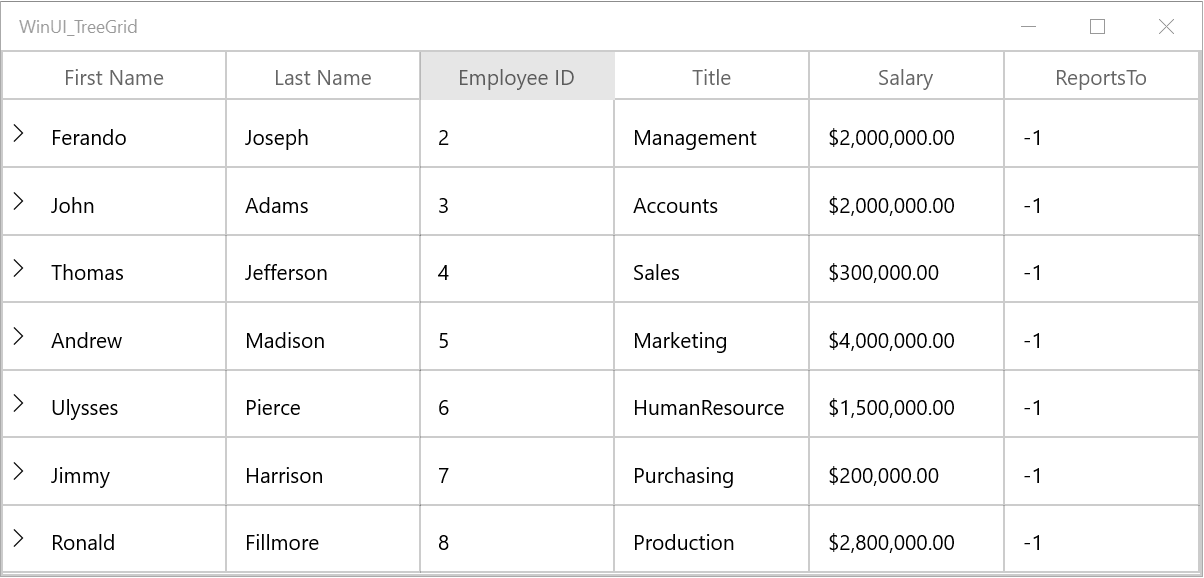 WinUI_TreeGrid
First Name Last Name Employee ID Title Salary ReportsTo
Ferando Joseph 2 Management $2,000,000.00 -1
John Adams 3 Accounts $2,000,000.00 -1
Thomas Jefferson 4 Sales $300,000.00 -1
Andrew Madison 5 Marketing $4,000,000.00 -1
Ulysses Pierce 6 HumanResource $1,500,000.00 -1
Jimmy Harrison 7 Purchasing $200,000.00 -1
Ronald Fillmore 8 Production $2,800,000.00 -1